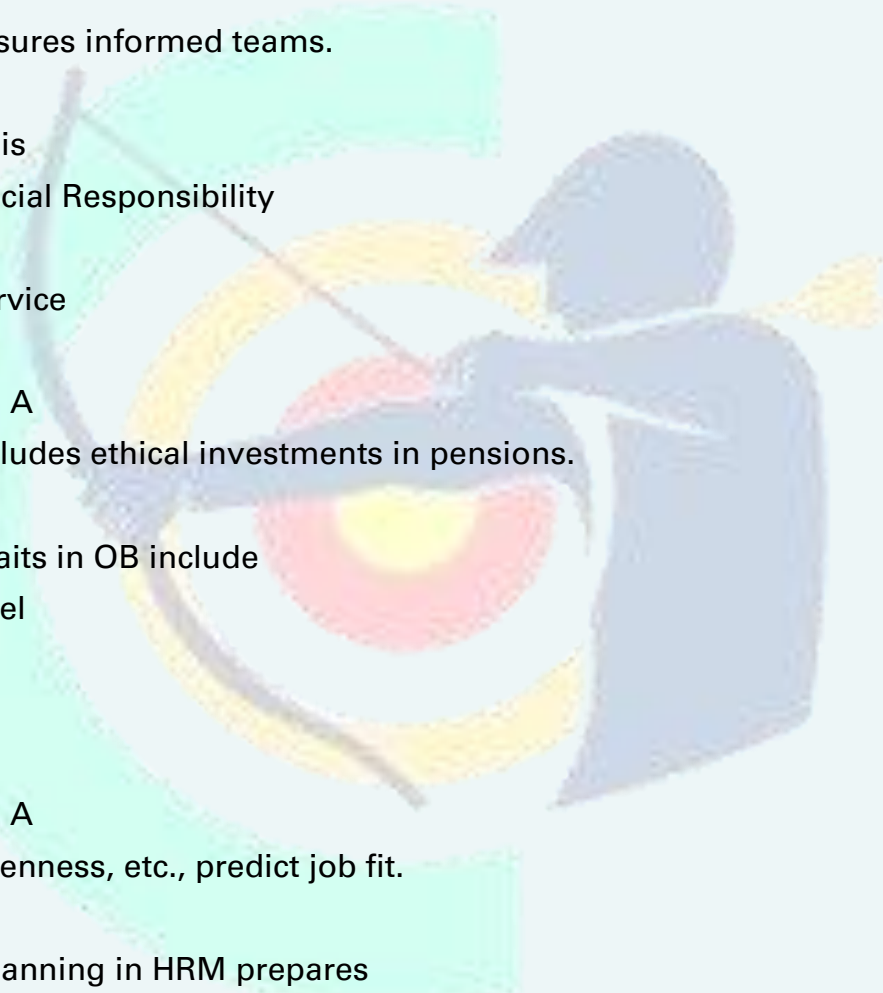 sures informed teams.
is
cial Responsibility
rvice
A
ludes ethical investments in pensions.
aits in OB include
el
A
enness, etc., predict job fit.
anning in HRM prepares